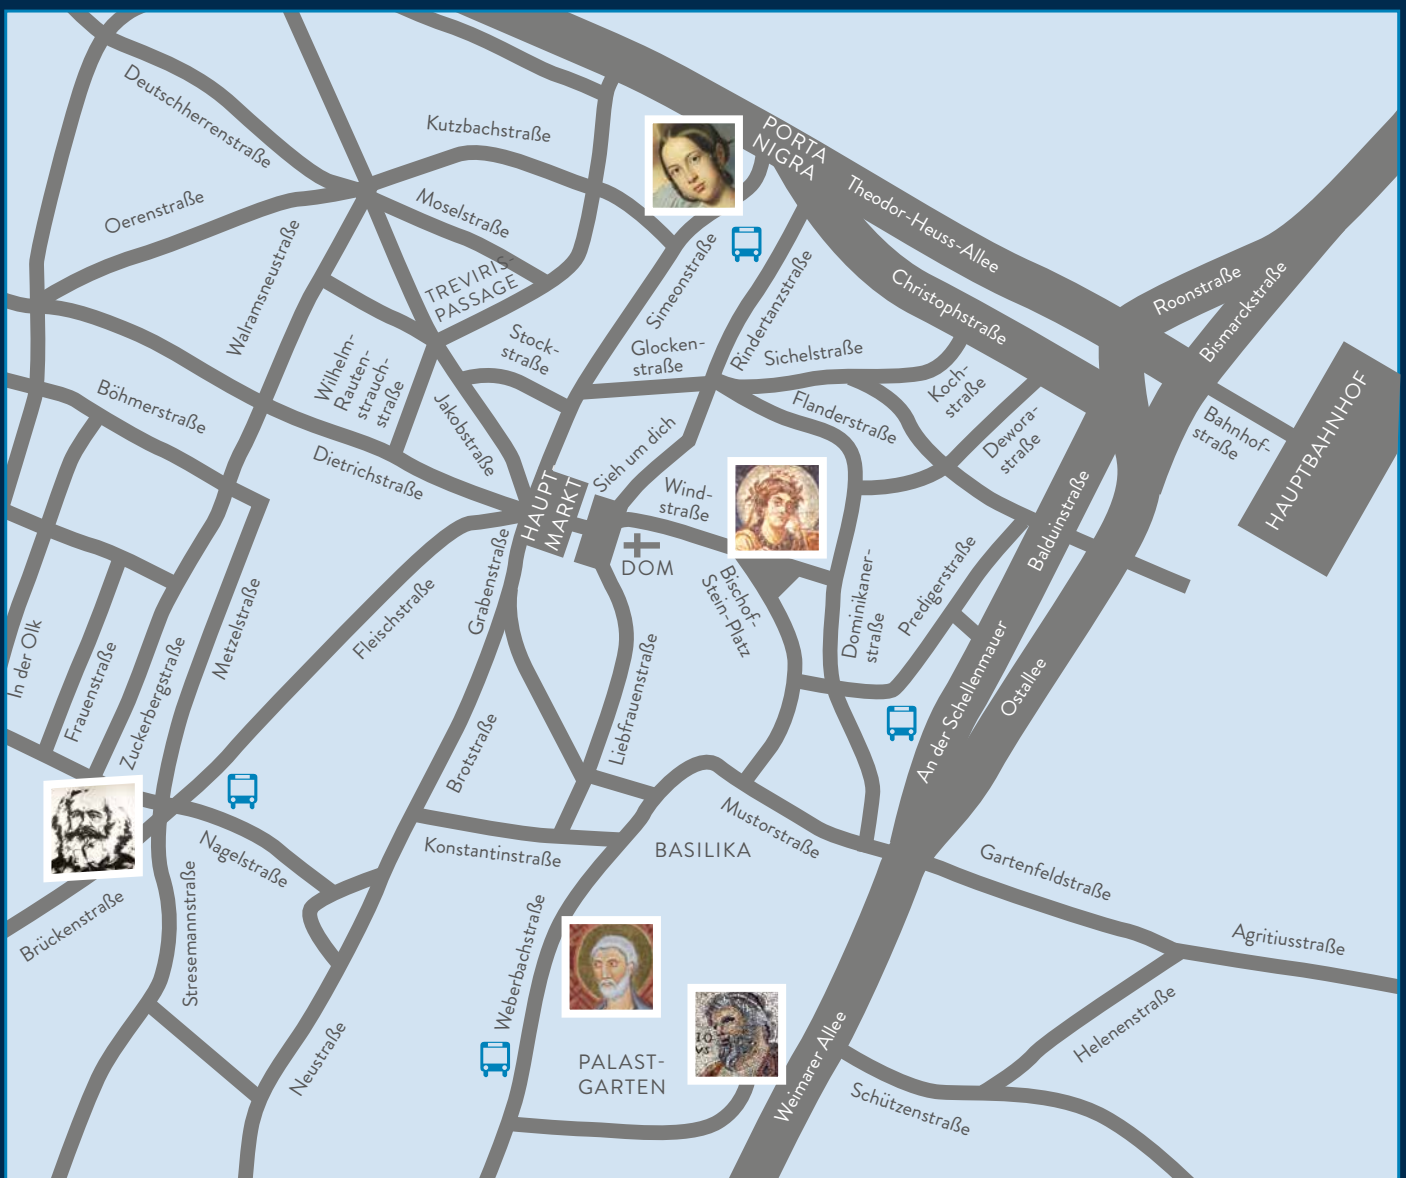 Deutschherrenstraße
Kutzbachstraße
PORTA
NIGRA
Theodor-Heuss-Allee
Oerenstraße
Moselstraße
Walramsneustraße
TREVIRIS-
PASSAGE
Simeonstraße
Rindertanzstraße
Christophstraße
Roonstraße
Bismarckstraße
Stock-
straße
Glocken-
straße
Sichelstraße
Wilhelm-
Rauten-
strauch-
straße
Koch-
straße
Böhmerstraße
Jakobstraße
Flanderstraße
Dewora-
straße
Bahnhof-
straße
HAUPTBAHNHOF
Dietrichstraße
Sieh um dich
HAUPT
MARKT
Wind-
straße
Balduinstraße
DOM
Grabenstraße
Fleischstraße
Bischof-
Stein-Platz
Dominikaner-
straße
Predigerstraße
Metzelstraße
In der Olk
Frauenstraße
Zuckerbergstraße
Liebfrauenstraße
An der Schellenmauer
Ostallee
Brotstraße
Nagelstraße
Konstantinstraße
BASILIKA
Mustorstraße
Gartenfeldstraße
Brückenstraße
Stresemannstraße
Weberbachstraße
Agritiusstraße
IO
VS
Helenenstraße
Neustraße
PALAST-
GARTEN
Weimarer Allee
Schützenstraße